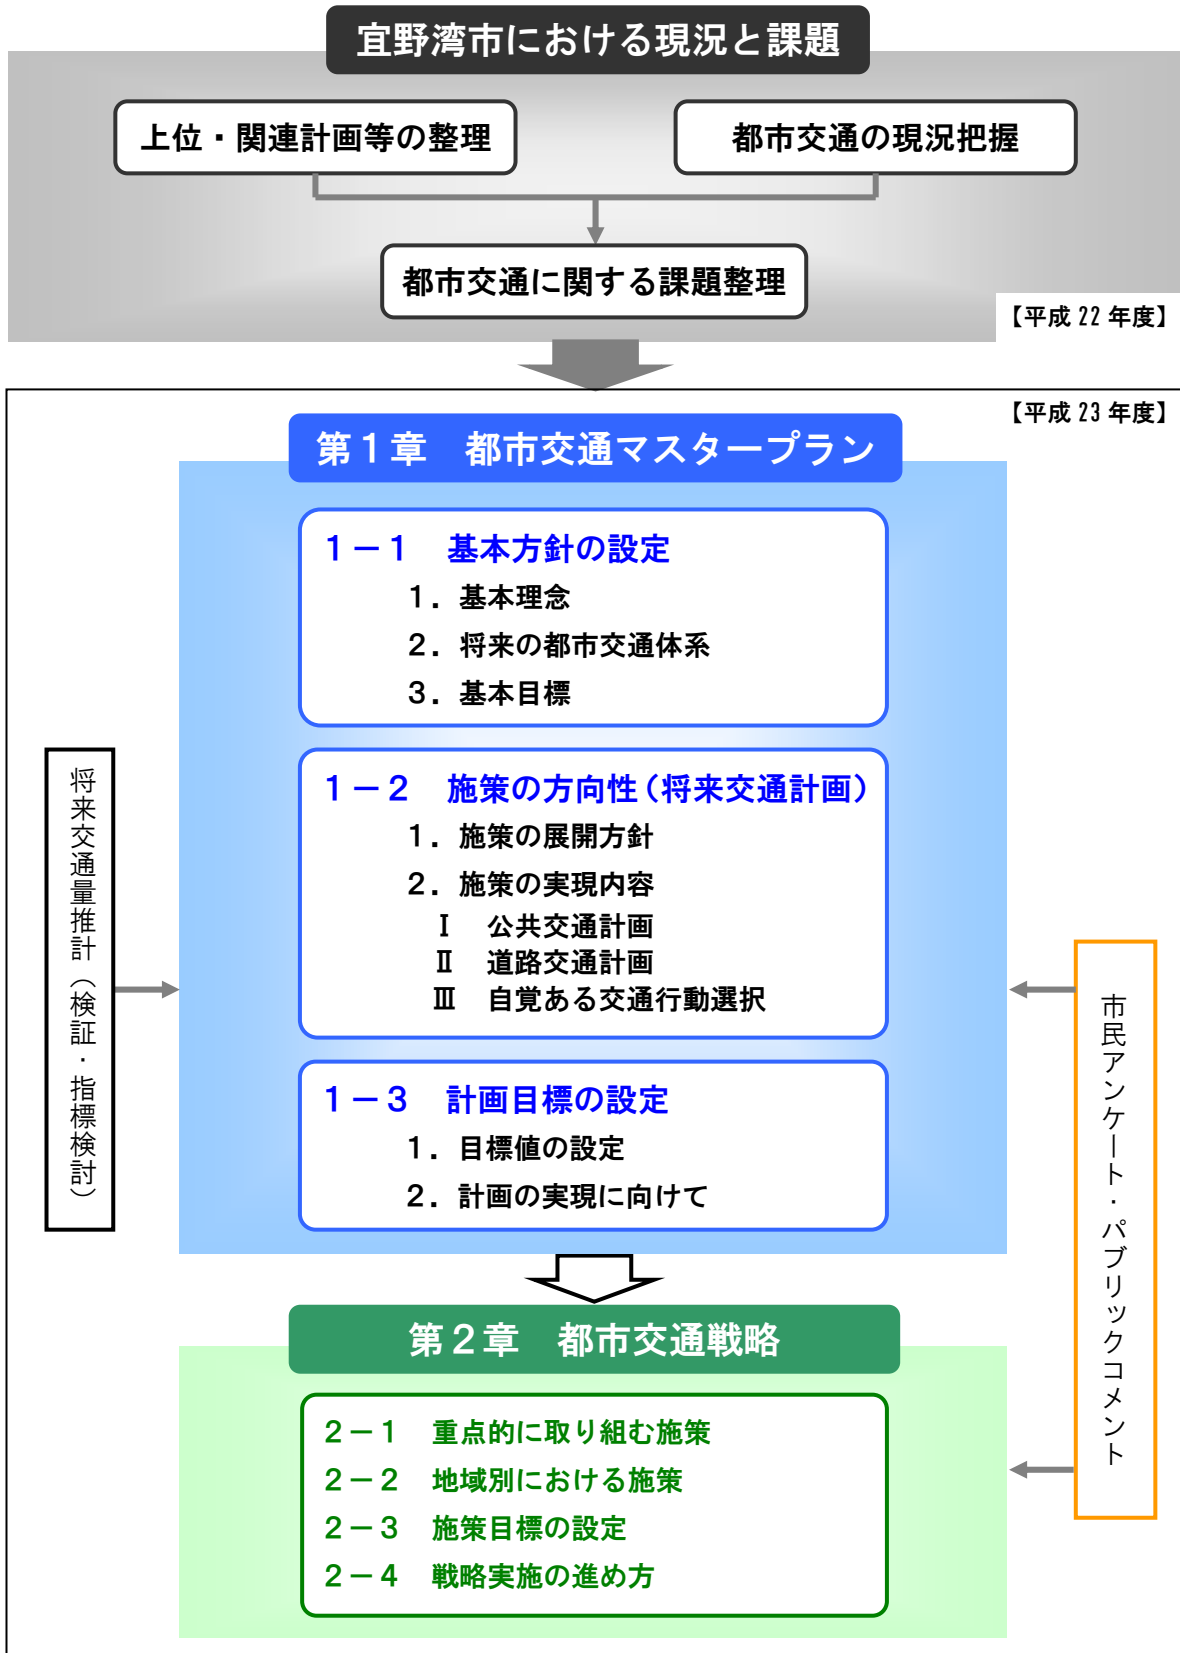 宜野湾市における現況と課題
上位・関連計画等の整理
都市交通の現況把握
都市交通に関する課題整理
【平成 22 年度】
【平成 23 年度】
第１章　都市交通マスタープラン
１－１　基本方針の設定
１．基本理念
２．将来の都市交通体系
３．基本目標
１－２　施策の方向性（将来交通計画）
１．施策の展開方針
２．施策の実現内容
Ⅰ　公共交通計画
Ⅱ　道路交通計画
Ⅲ　自覚ある交通行動選択
１－３　計画目標の設定
１．目標値の設定
２．計画の実現に向けて
将来交通量推計（検証・指標検討）
市民アンケート・パブリックコメント
第２章　都市交通戦略
２－１　重点的に取り組む施策
２－２　地域別における施策
２－３　施策目標の設定
２－４　戦略実施の進め方